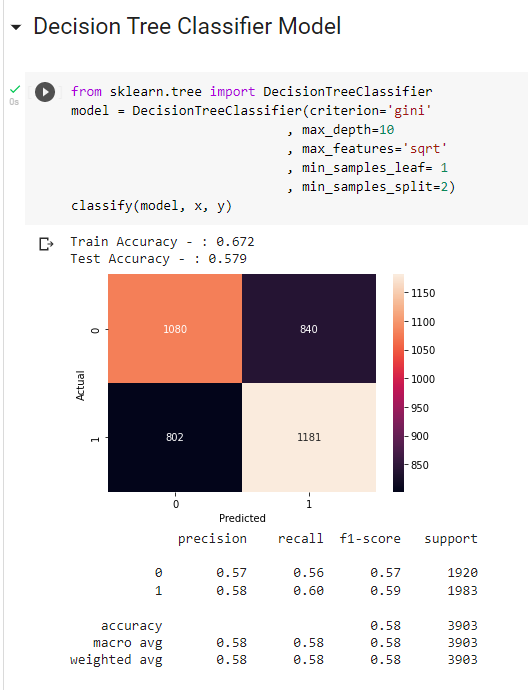 Decision Tree Classifier Model
0s
from sklearn.tree import DecisionTreeClassifier
model = DecisionTreeClassifier(criterion='gini'
, max_depth=10
, max_features='sqrt'
, min_samples_leaf= 1
, min_samples_split=2)
classify(model, x, y)
Train Accuracy - : 0.672
Test Accuracy - : 0.579
1080 840
802 1181
0
1
Actual
0 1
Predicted
1150
1100
1050
1000
950
900
850
precision recall f1-score support
0 0.57 0.56 0.57 1920
1 0.58 0.60 0.59 1983
accuracy 0.58 3903
macro avg 0.58 0.58 0.58 3903
weighted avg 0.58 0.58 0.58 3903